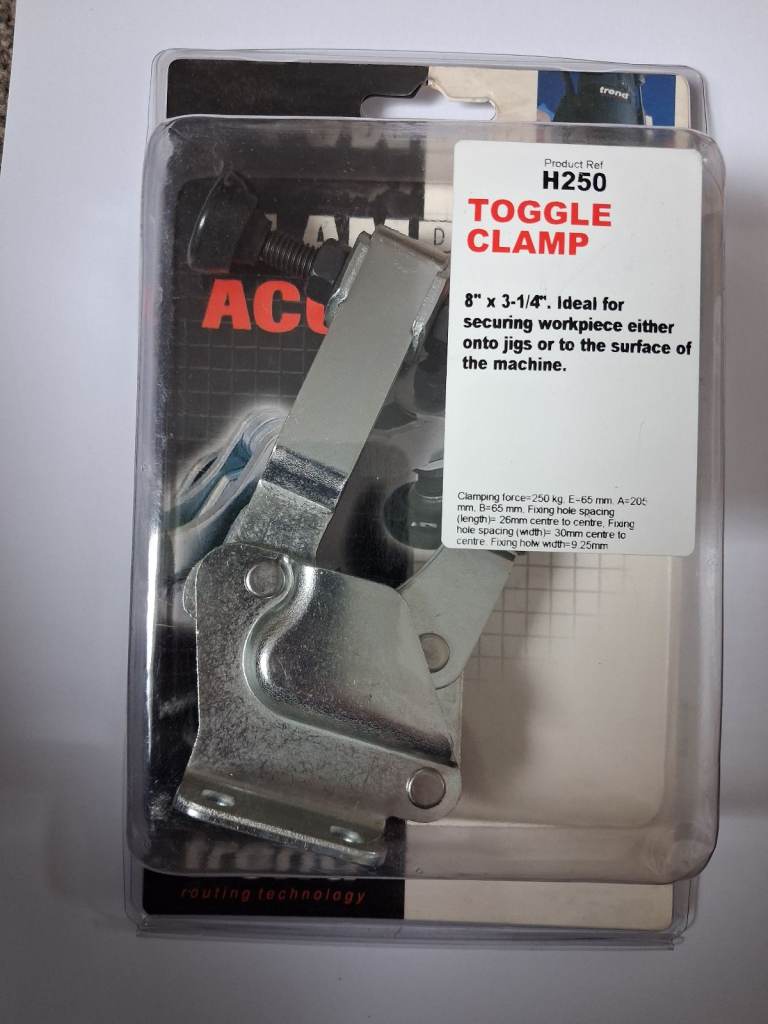 trend
Product Ref
H250
TOGGLE
CLAMP
8" x 3-1/4". Ideal for
securing workpiece either
onto jigs or to the surface of
the machine.
Clamping force=250 kg. E=65 mm. A=205
mm. B=65 mm. Fixing hole spacing
(length)= 26mm centre to centre, Fixing
hole spacing (width)= 30mm centre to
centre. Fixing holw width=9.25mm
trend
routing technology